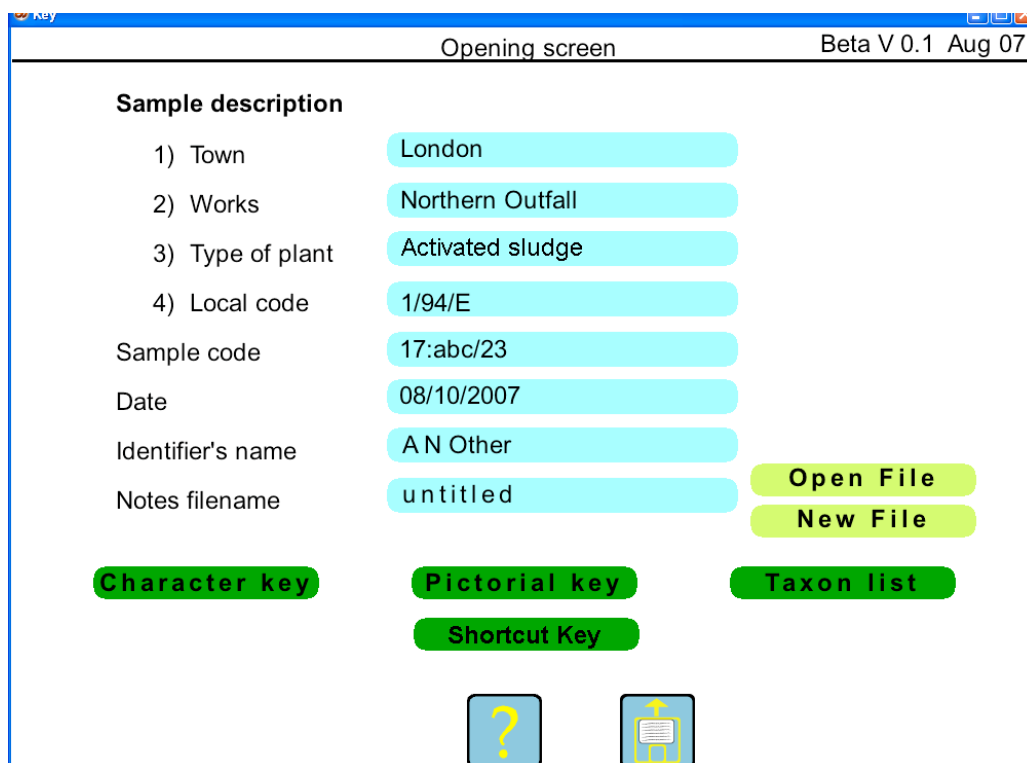 Key
Opening screen Beta V 0.1 Aug 07
Sample description
1) Town London
2) Works Northern Outfall
3) Type of plant Activated sludge
4) Local code 1/94/E
Sample code 17:abc/23
Date 08/10/2007
Identifier's name A N Other
Notes filename untitled
Open File
New File
Character key Pictorial key Taxon list
Shortcut Key
?